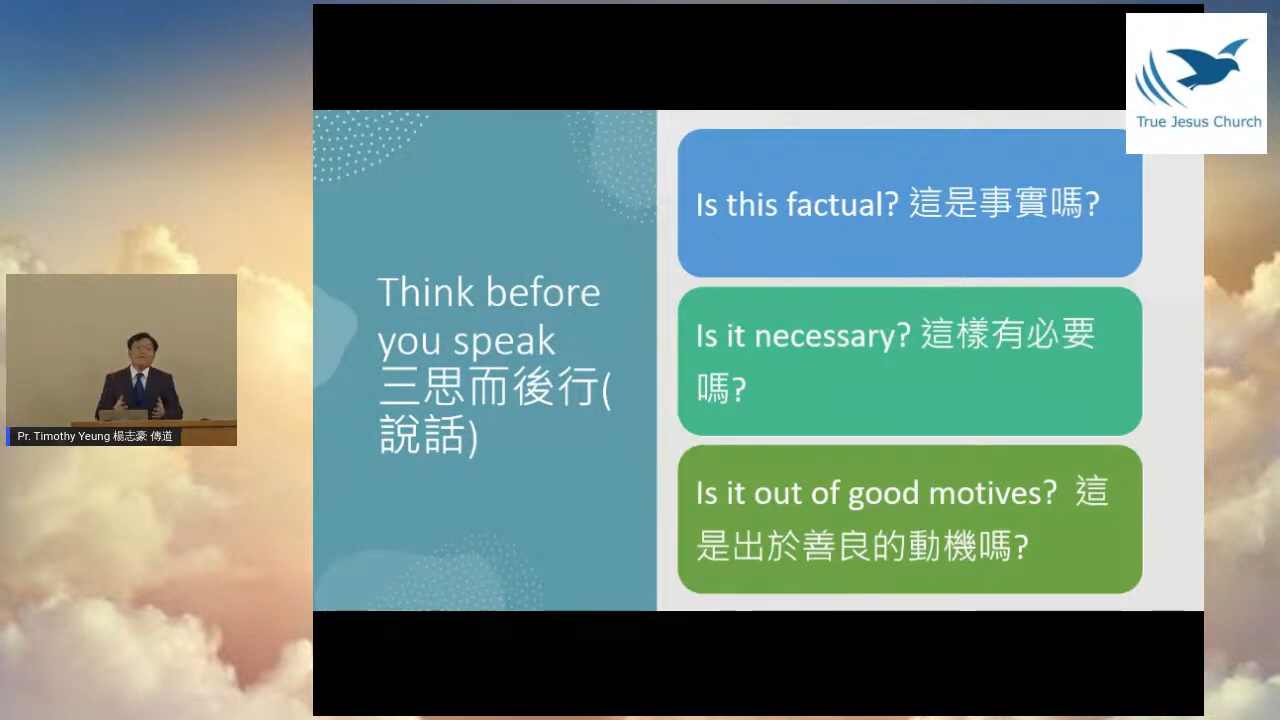 True Jesus Church
Think before
you speak
三思而後行(
說話)
Is this factual? 這是事實嗎?
Is it necessary? 這樣有必要
嗎?
Is it out of good motives? 這
是出於善良的動機嗎?
Pr. Timothy Yeung 楊志豪 傳道